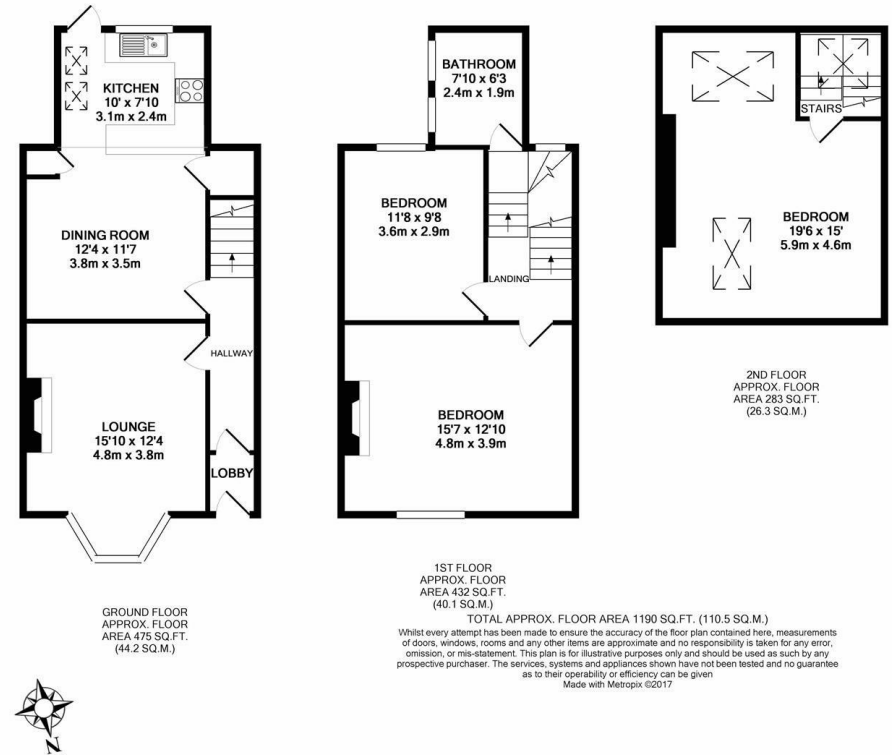 KITCHEN
10' x 7'10
3.1m x 2.4m
DINING ROOM
12'4 x 11'7
3.8m x 3.5m
HALLWAY
LOUNGE
15'10 x 12'4
4.8m x 3.8m
LOBBY
GROUND FLOOR
APPROX. FLOOR
AREA 475 SQ.FT.
(44.2 SQ.M.)
BATHROOM
7'10 x 6'3
2.4m x 1.9m
BEDROOM
11'8 x 9'8
3.6m x 2.9m
LANDING
BEDROOM
15'7 x 12'10
4.8m x 3.9m
1ST FLOOR
APPROX. FLOOR
AREA 432 SQ.FT.
(40.1 SQ.M.)
STAIRS
BEDROOM
19'6 x 15'
5.9m x 4.6m
2ND FLOOR
APPROX. FLOOR
AREA 283 SQ.FT.
(26.3 SQ.M.)
TOTAL APPROX. FLOOR AREA 1190 SQ.FT. (110.5 SQ.M.)
Whilst every attempt has been made to ensure the accuracy of the floor plan contained here, measurements
of doors, windows, rooms and any other items are approximate and no responsibility is taken for any error,
omission, or mis-statement. This plan is for illustrative purposes only and should be used as such by any
prospective purchaser. The services, systems and appliances shown have not been tested and no guarantee
as to their operability or efficiency can be given
Made with Metropix ©2017
N